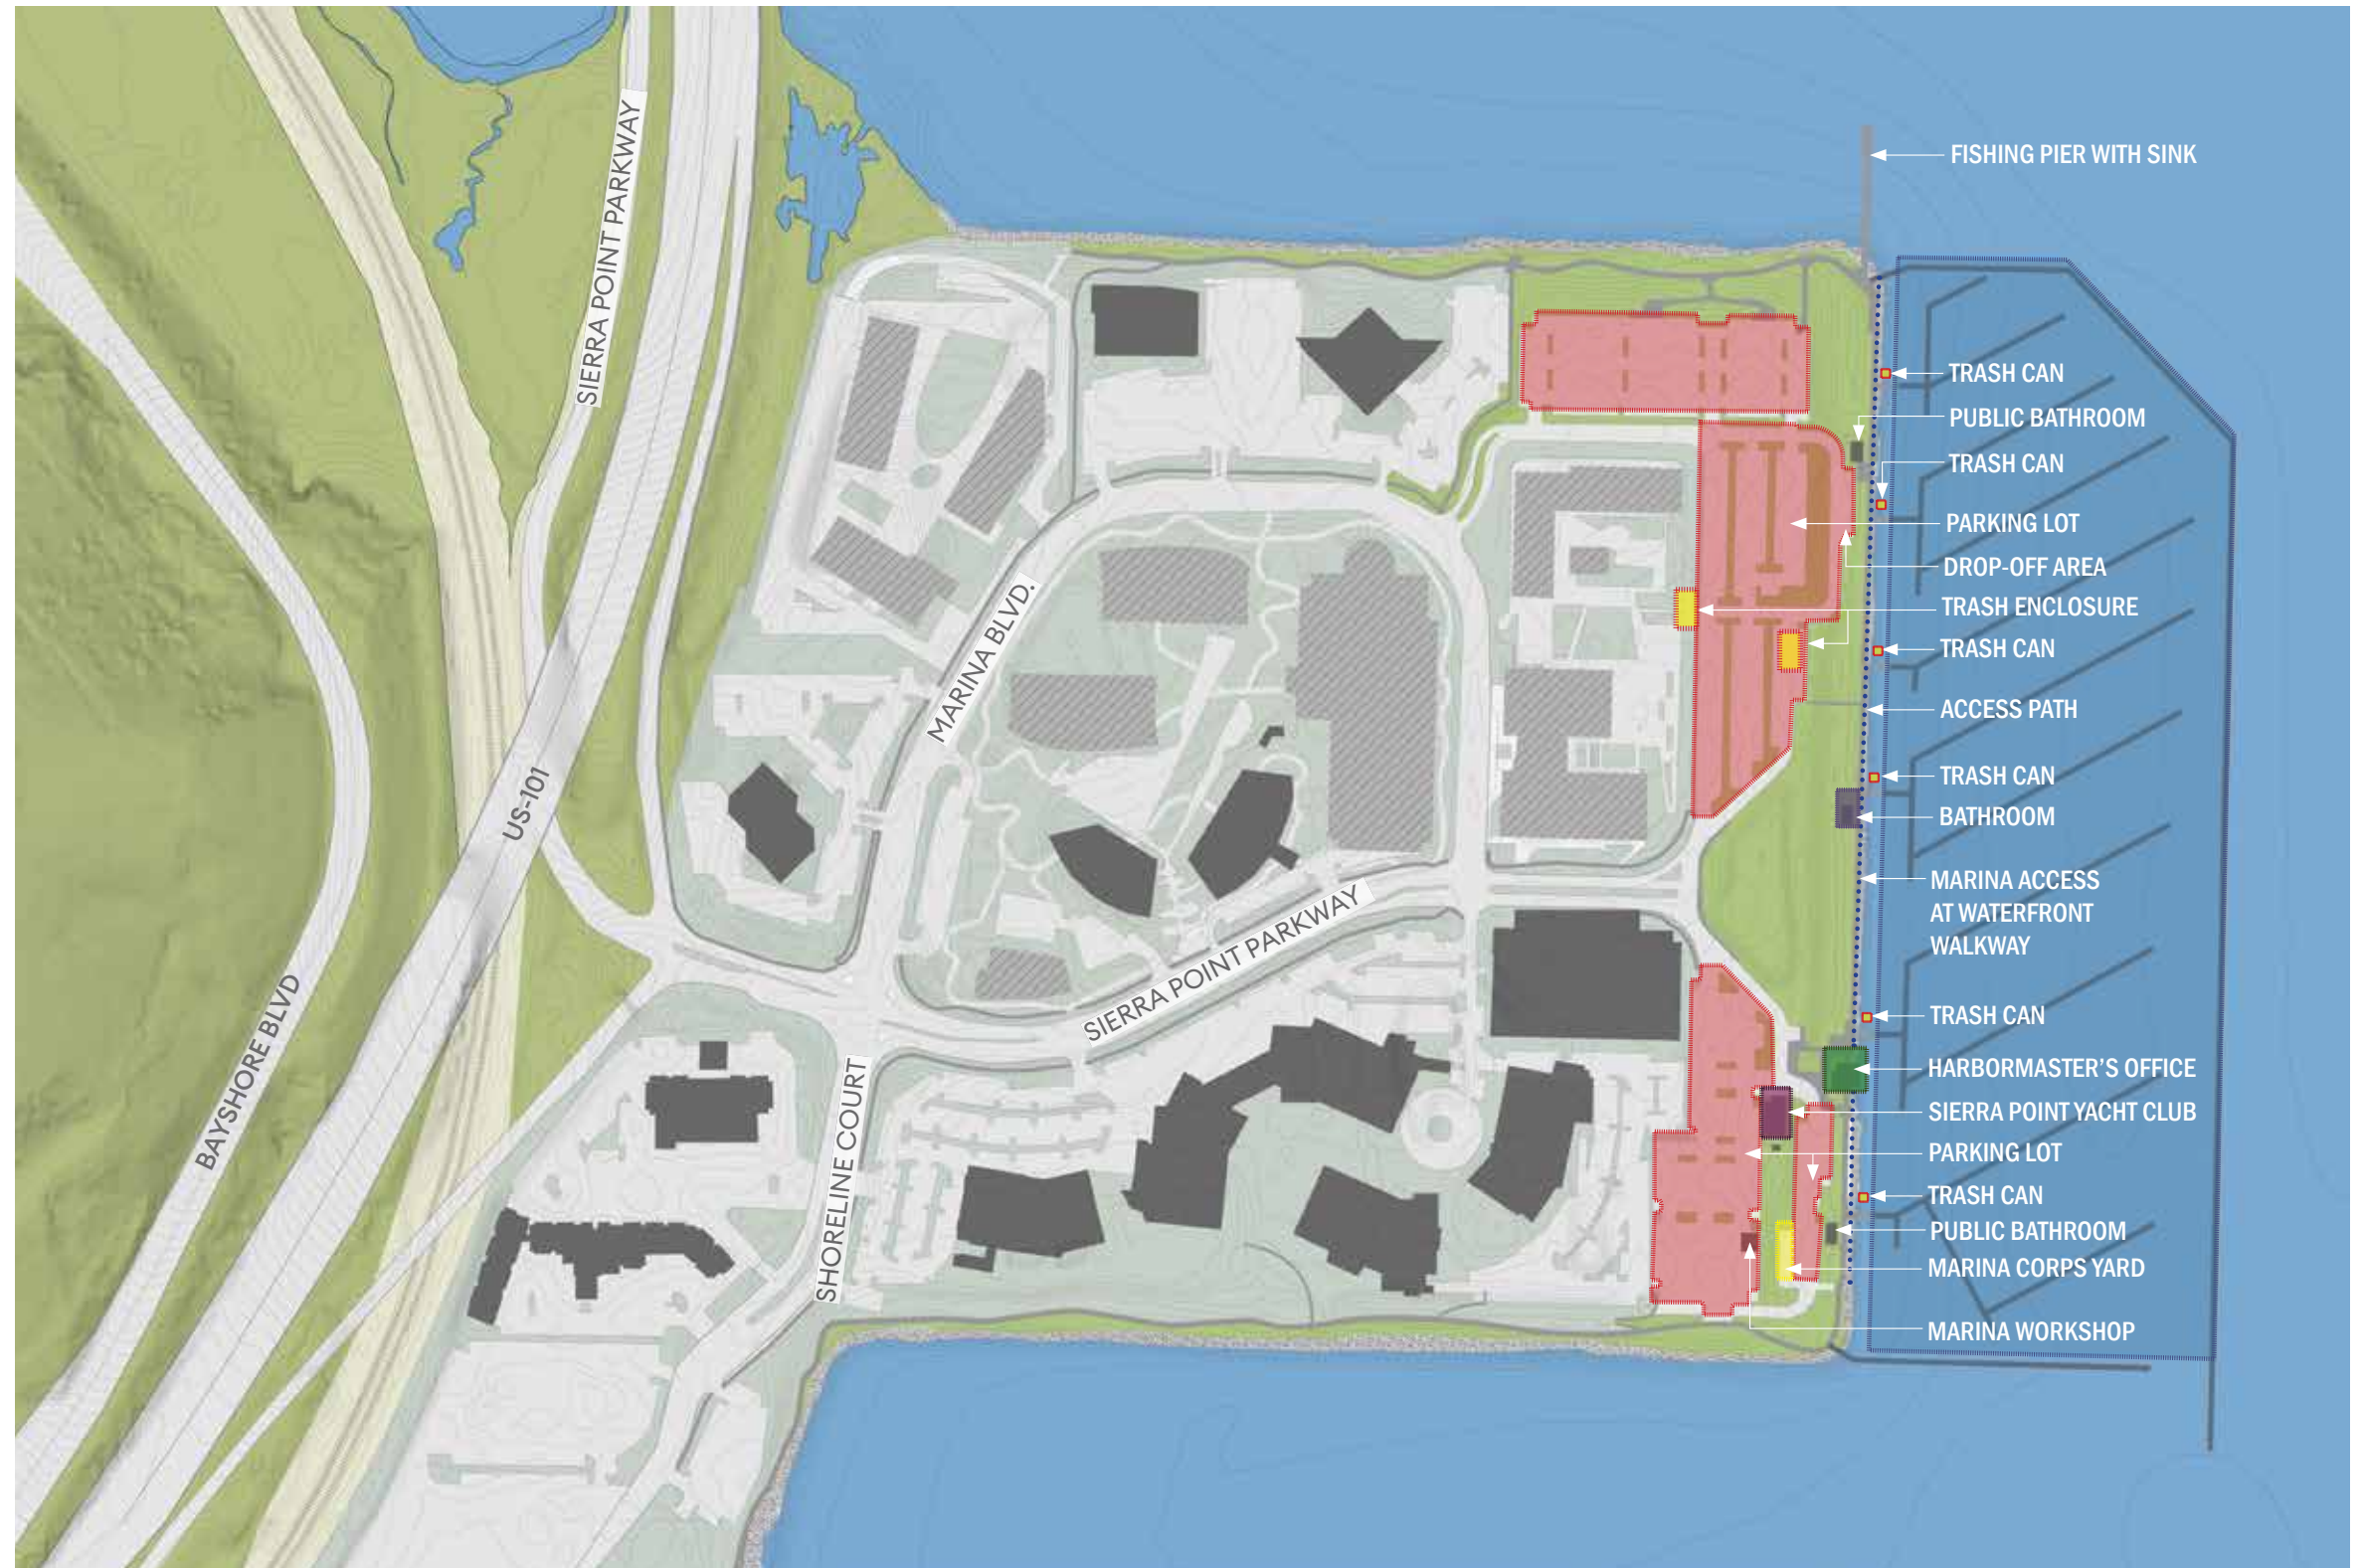 SIERRA POINT PARKWAY
US-101
BAYSHORE BLVD
MARINA BLVD.
SIERRA POINT PARKWAY
SHORELINE COURT
FISHING PIER WITH SINK
TRASH CAN
PUBLIC BATHROOM
TRASH CAN
PARKING LOT
DROP-OFF AREA
TRASH ENCLOSURE
TRASH CAN
ACCESS PATH
TRASH CAN
BATHROOM
MARINA ACCESS
AT WATERFRONT
WALKWAY
TRASH CAN
HARBORMASTER'S OFFICE
SIERRA POINT YACHT CLUB
PARKING LOT
TRASH CAN
PUBLIC BATHROOM
MARINA CORPS YARD
MARINA WORKSHOP